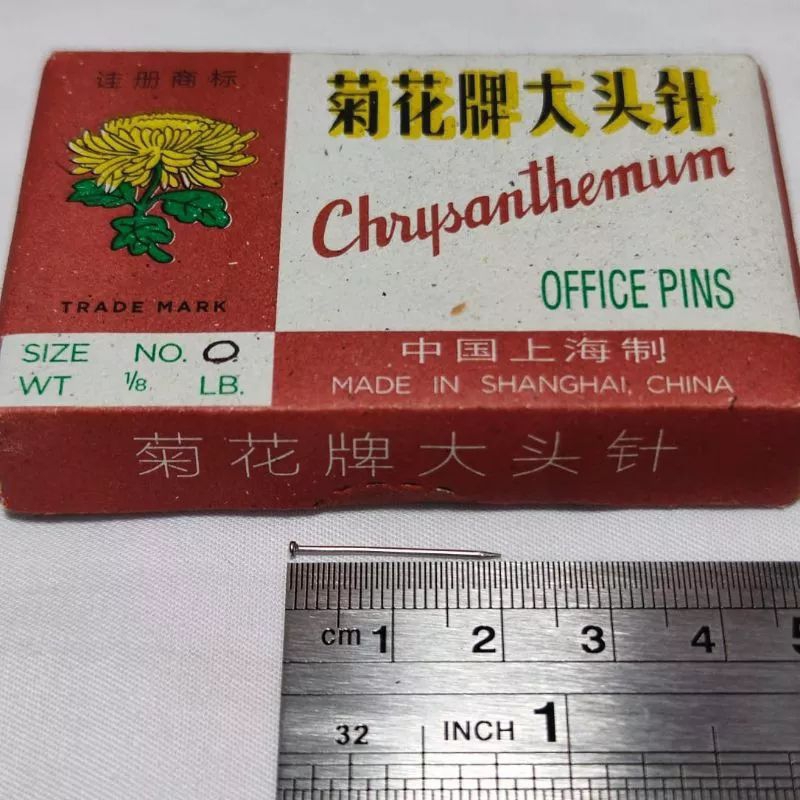 注册商标
TRADE MARK
菊花牌大头针
Chrysanthemum
OFFICE PINS
SIZE NO. 0
WT 1/8 LB.
中国上海制
MADE IN SHANGHAI, CHINA
菊花牌大头针
cm 1 2 3 4 5
32 INCH 1